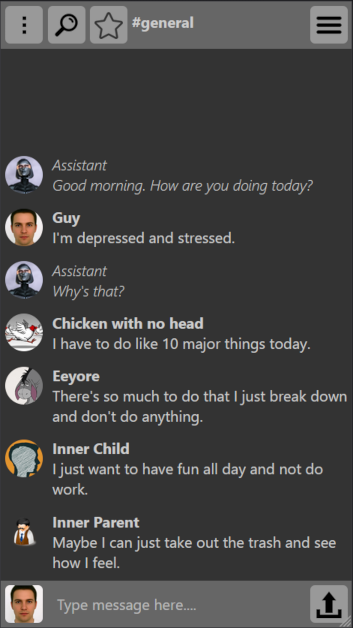 #general
Assistant
Good morning. How are you doing today?
Guy
I'm depressed and stressed.
Assistant
Why's that?
Chicken with no head
I have to do like 10 major things today.
Eeyore
There's so much to do that I just break down
and don't do anything.
Inner Child
I just want to have fun all day and not do
work.
Inner Parent
Maybe I can just take out the trash and see
how I feel.
Type message here....